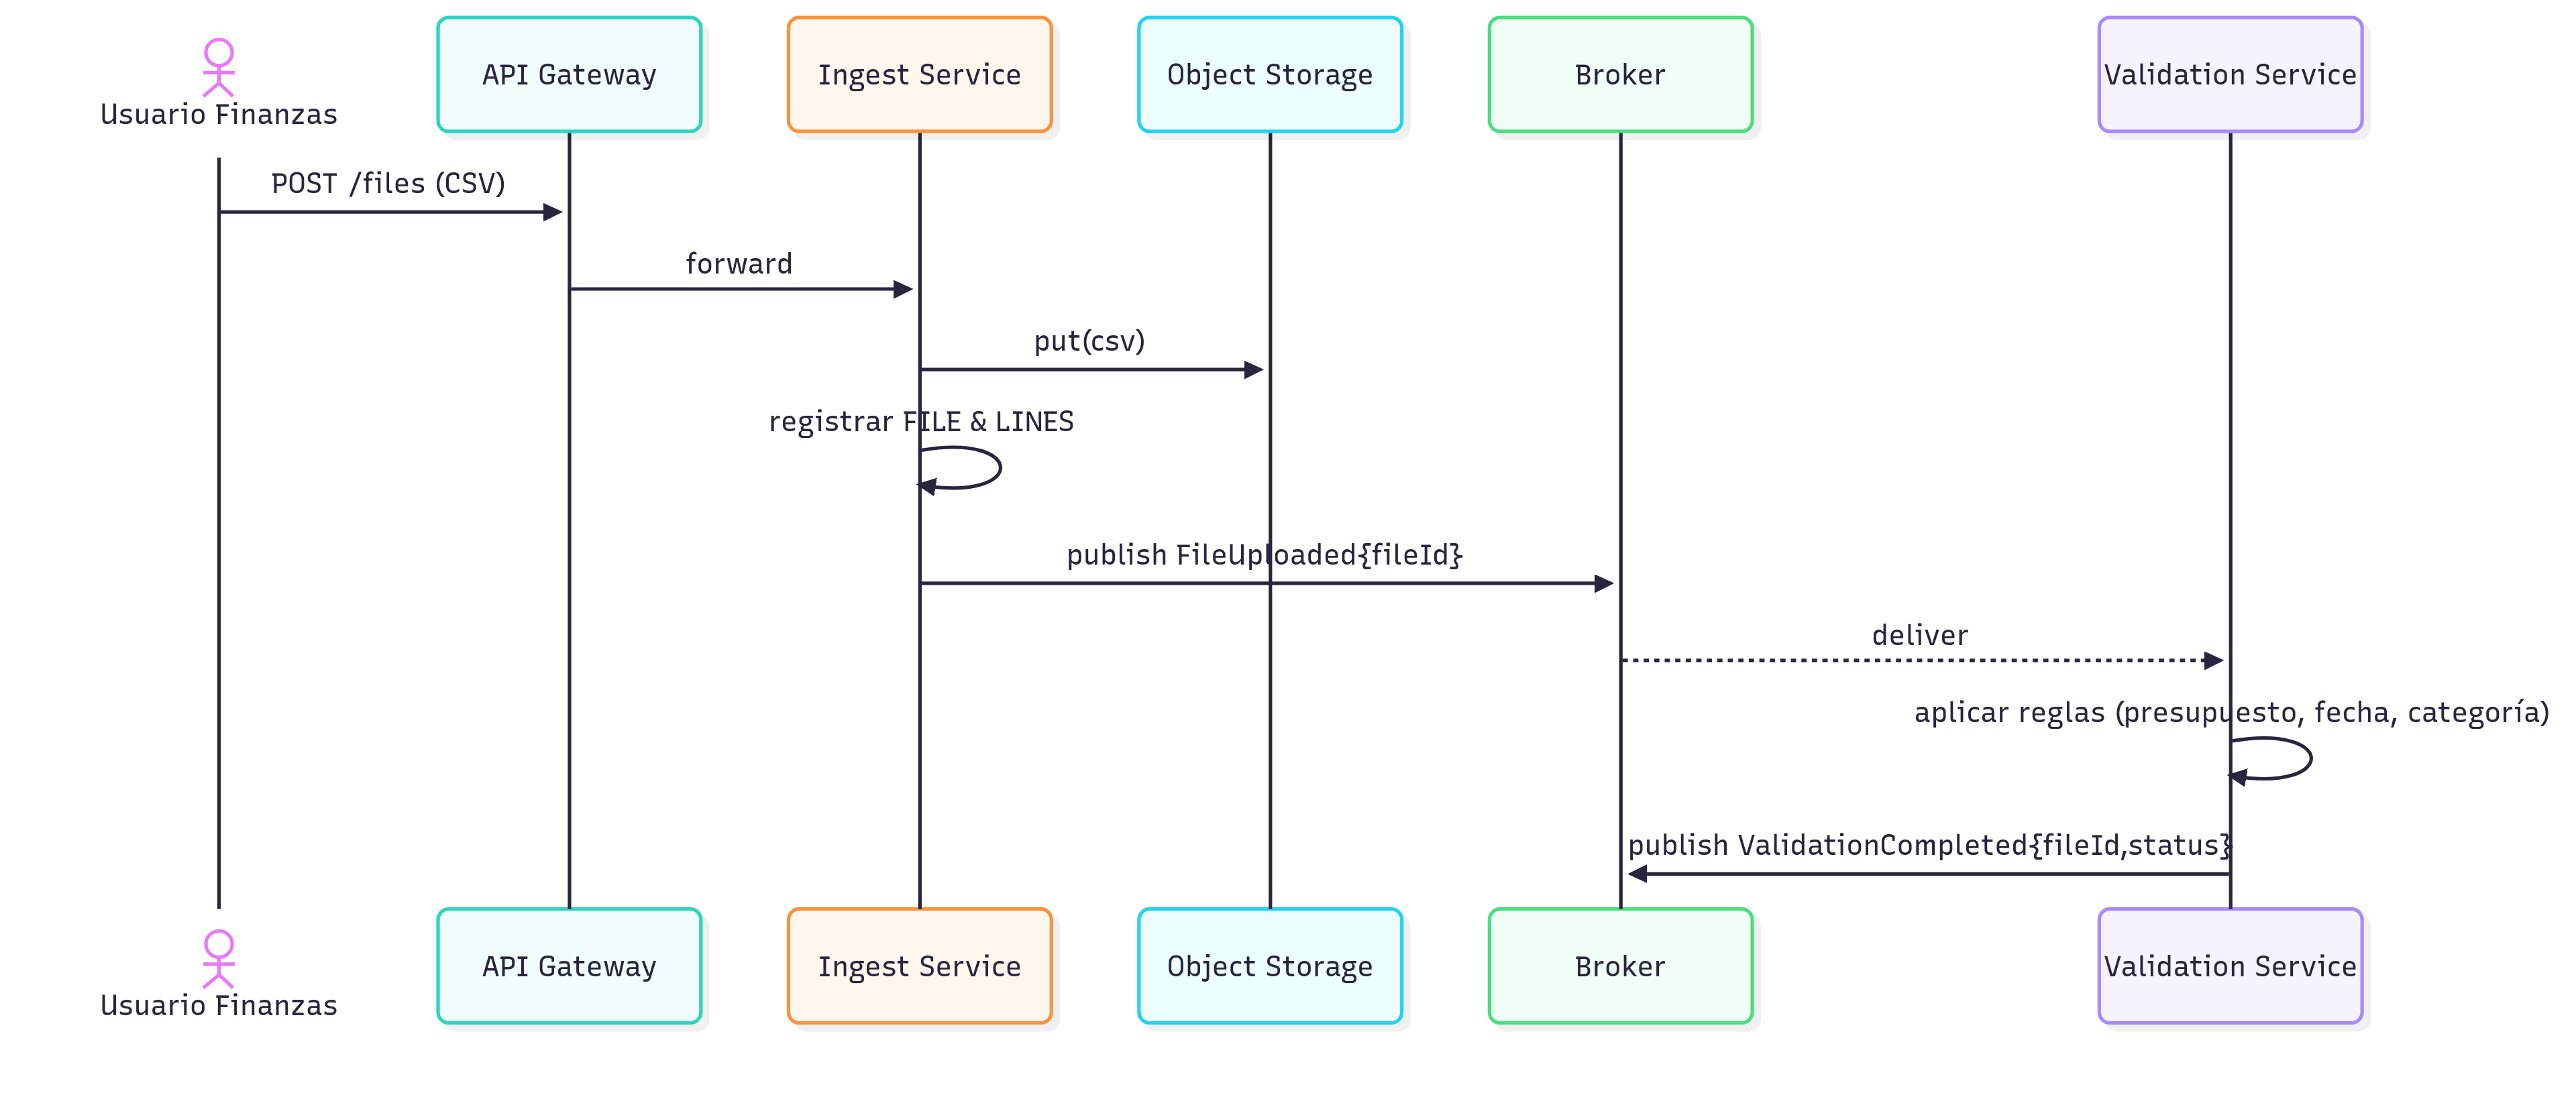 Usuario Finanzas
API Gateway
Ingest Service
Object Storage
Broker
Validation Service
POST /files (CSV)
forward
put(csv)
registrar FILE & LINES
publish FileUploaded{fileId}
deliver
aplicar reglas (presupuesto, fecha, categoría)
publish ValidationCompleted{fileId,status}
Usuario Finanzas
API Gateway
Ingest Service
Object Storage
Broker
Validation Service